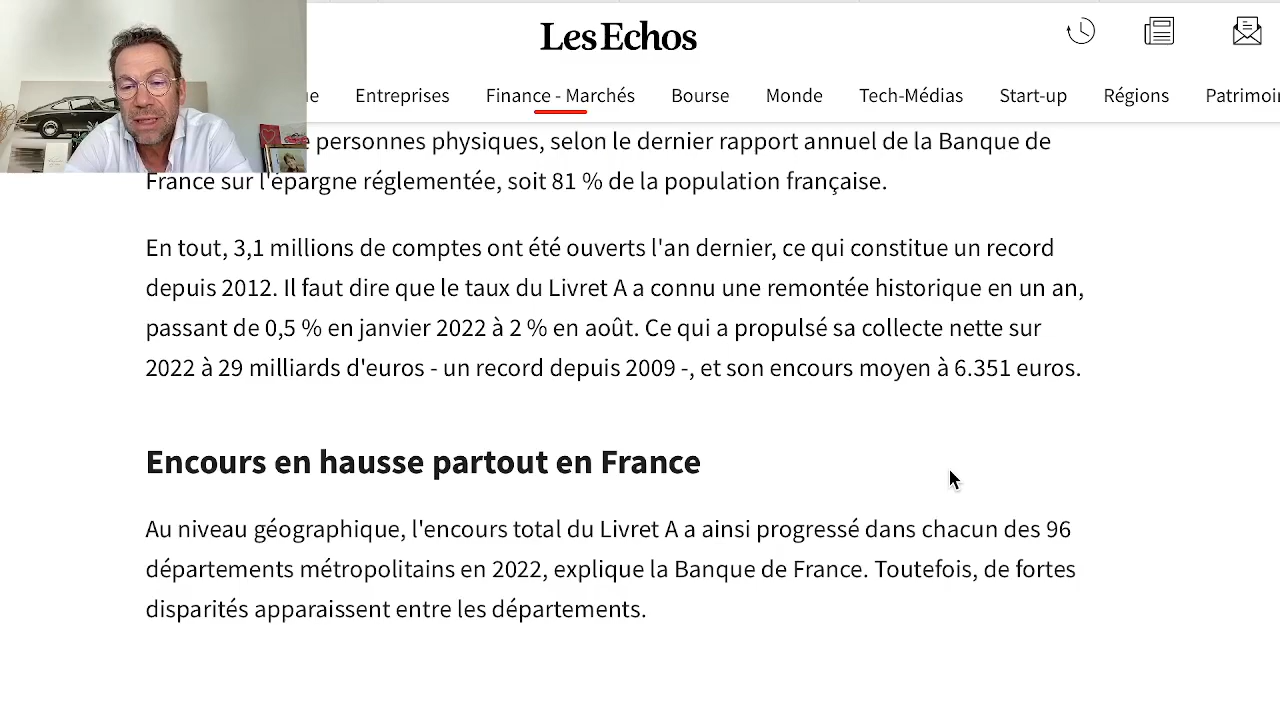 Les Echos
Entreprises Finance - Marchés Bourse Monde Tech-Médias Start-up Régions
personnes physiques, selon le dernier rapport annuel de la Banque de
France sur l'épargne réglementée, soit 81 % de la population française.
En tout, 3,1 millions de comptes ont été ouverts l'an dernier, ce qui constitue un record
depuis 2012. Il faut dire que le taux du Livret A a connu une remontée historique en un an,
passant de 0,5 % en janvier 2022 à 2 % en août. Ce qui a propulsé sa collecte nette sur
2022 à 29 milliards d'euros - un record depuis 2009 -, et son encours moyen à 6.351 euros.
Encours en hausse partout en France
Au niveau géographique, l'encours total du Livret A a ainsi progressé dans chacun des 96
départements métropolitains en 2022, explique la Banque de France. Toutefois, de fortes
disparités apparaissent entre les départements.